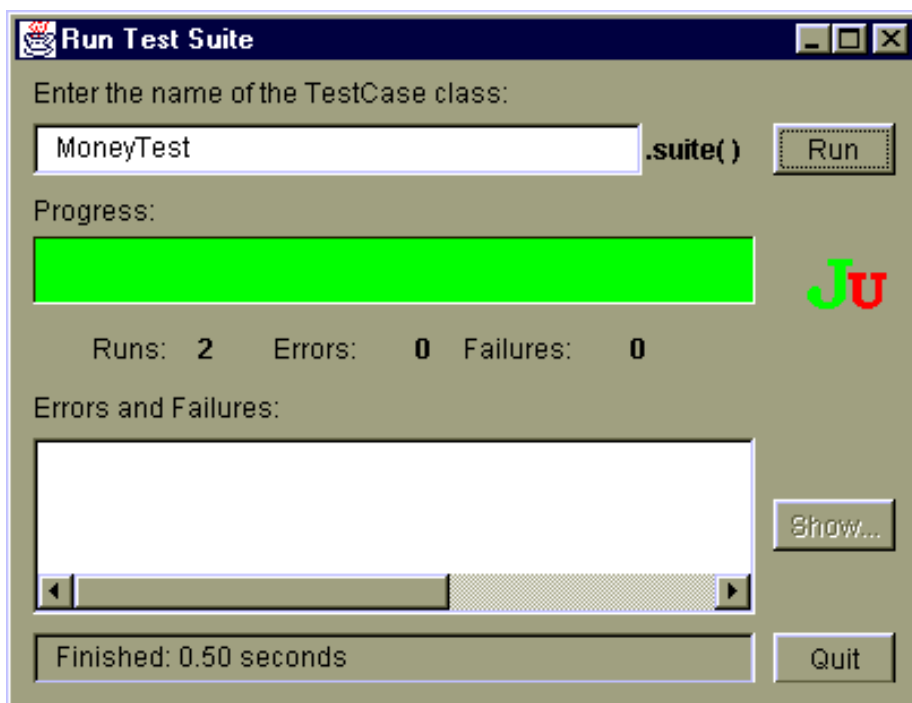 Run Test Suite
Enter the name of the TestCase class:
MoneyTest .suite( ) Run
Progress:
JU
Runs: 2 Errors: 0 Failures: 0
Errors and Failures:
Show...
Finished: 0.50 seconds Quit